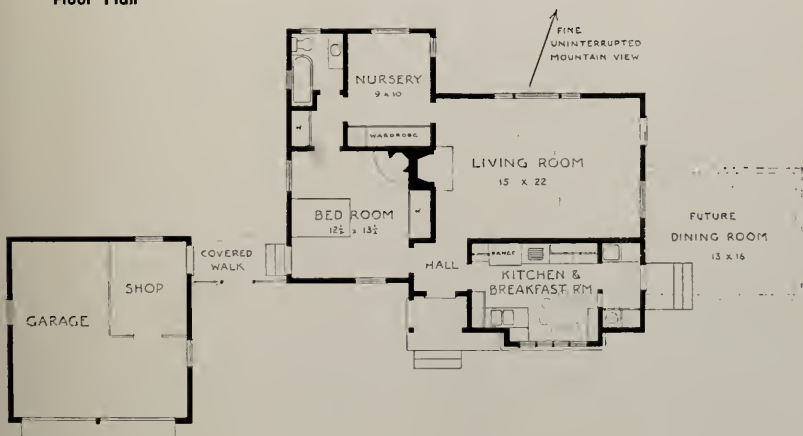 Floor Plan
FINE
UNINTERRUPTED
MOUNTAIN VIEW
NURSERY
9 x 10
WARDROBE
LIVING ROOM
15 X 22
BED ROOM
12½ x 13½
FUTURE
DINING ROOM
13 x 16
COVERED
WALK
HALL
RANGE
KITCHEN &
BREAKFAST RM
SHOP
GARAGE